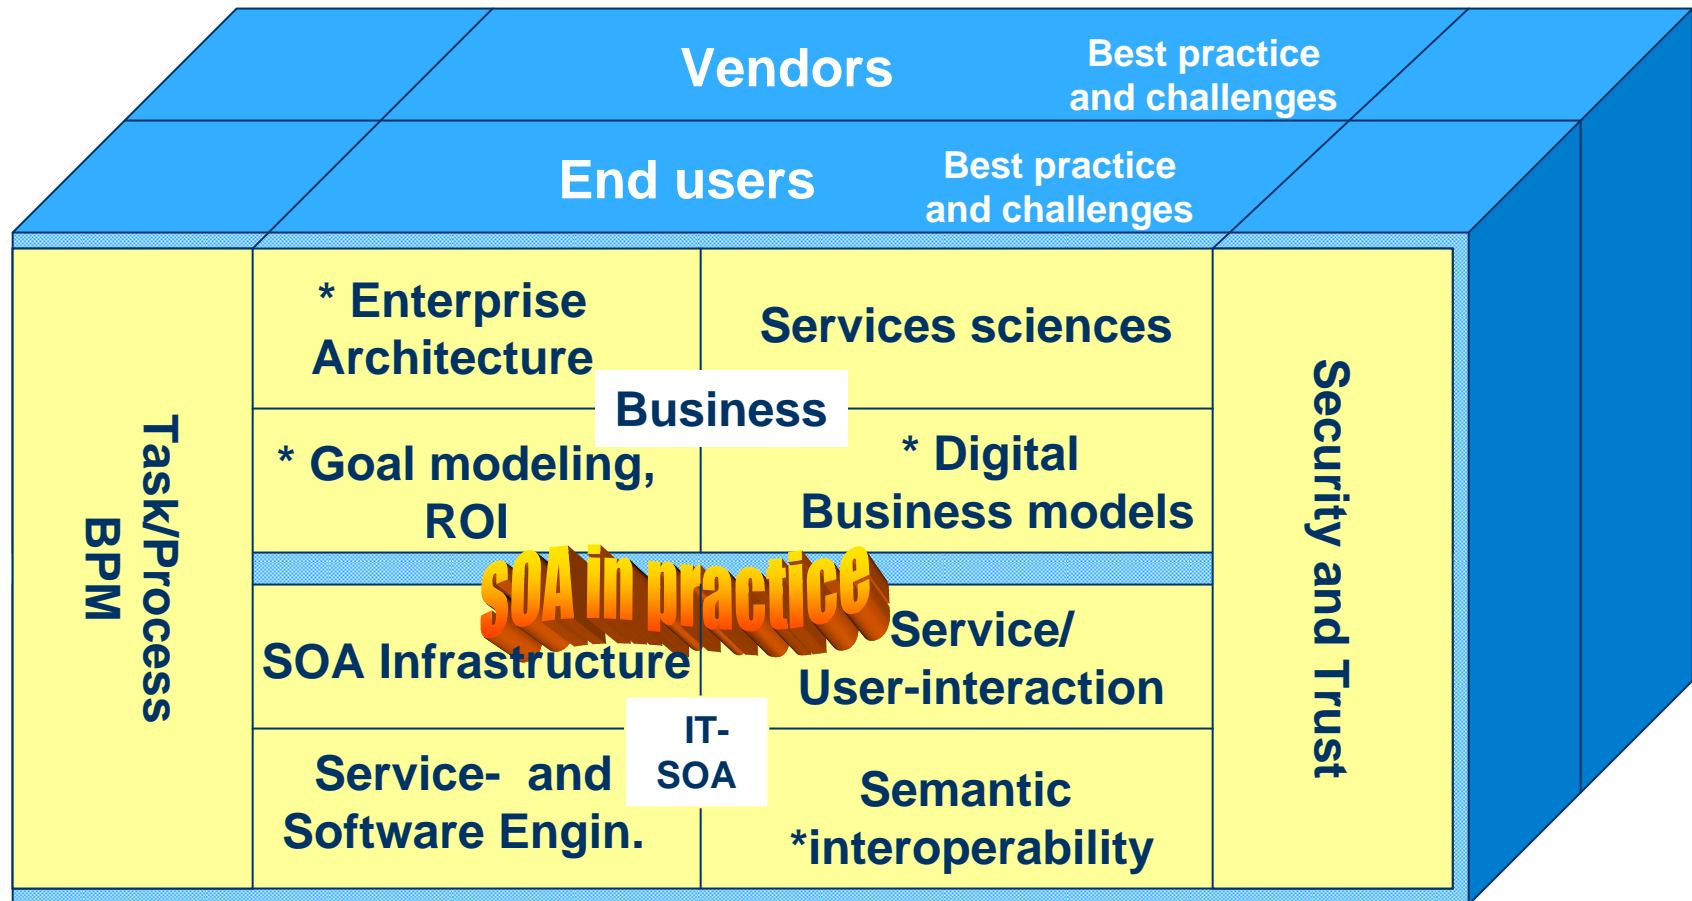 Vendors
Best practice
and challenges
End users
Best practice
and challenges
Task/Process
BPM
* Enterprise
Architecture
Services sciences
Business
* Goal modeling,
ROI
* Digital
Business models
SOA in practice
SOA Infrastructure
Service/
User-interaction
IT-
SOA
Service- and
Software Engin.
Semantic
*interoperability
Security and Trust